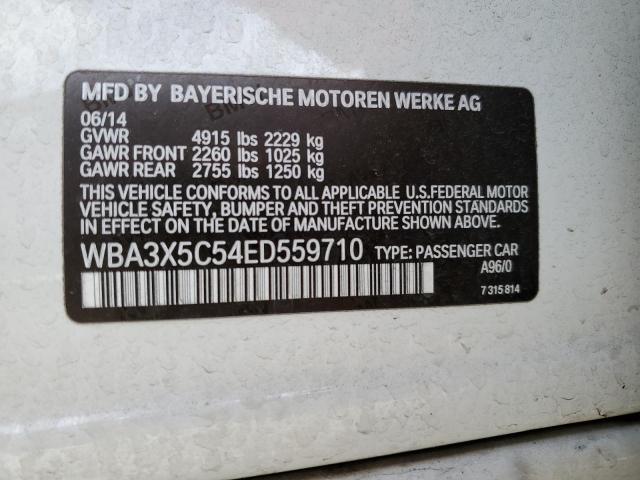 MFD BY BAYERISCHE MOTOREN WERKE AG
06/14
GVWR 4915 lbs 2229 kg
GAWR FRONT 2260 lbs 1025 kg
GAWR REAR 2755 lbs 1250 kg
THIS VEHICLE CONFORMS TO ALL APPLICABLE U.S.FEDERAL MOTOR
VEHICLE SAFETY, BUMPER AND THEFT PREVENTION STANDARDS
IN EFFECT ON THE DATE OF MANUFACTURE SHOWN ABOVE.
WBA3X5C54ED559710 TYPE: PASSENGER CAR
A96/0
7 315 814